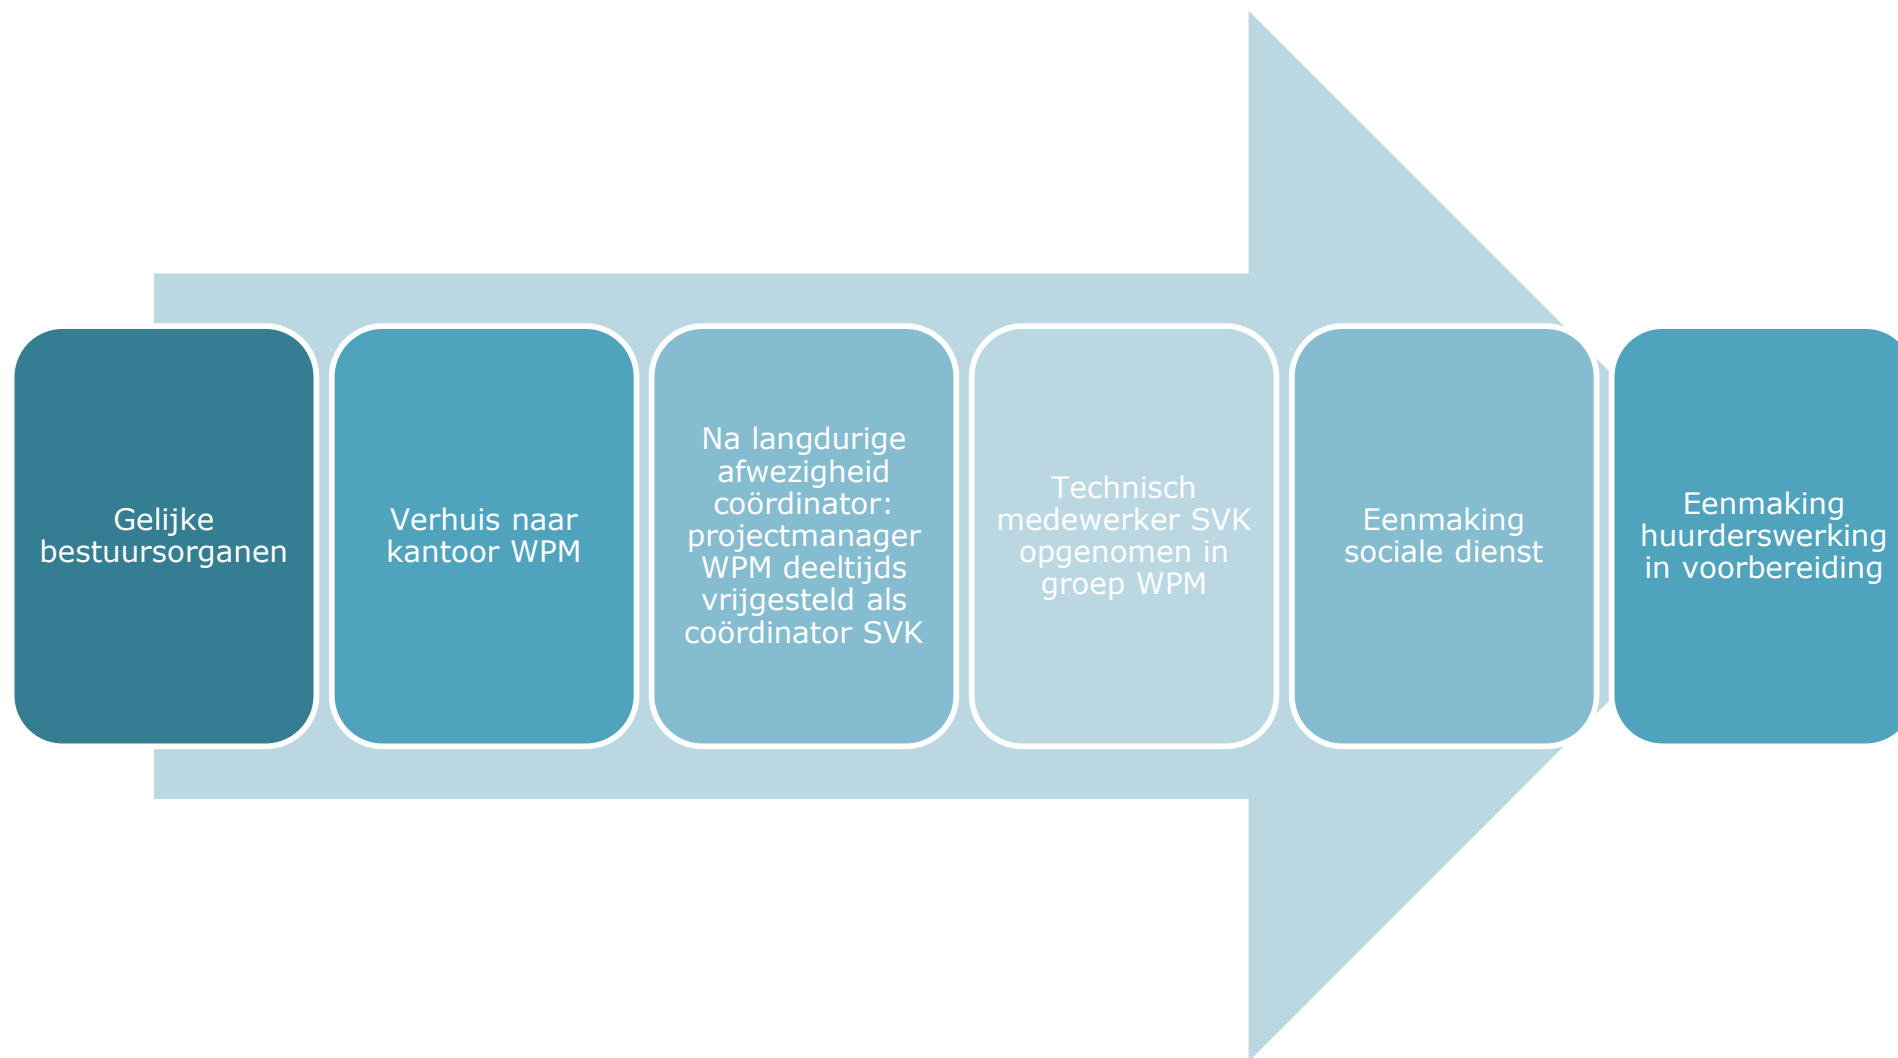 Gelijke
bestuursorganen
Verhuis naar
kantoor WPM
Na langdurige
afwezigheid
coördinator:
projectmanager
WPM deeltijds
vrijgesteld als
coördinator SVK
Technisch
medewerker SVK
opgenomen in
groep WPM
Eenmaking
sociale dienst
Eenmaking
huurderswerking
in voorbereiding